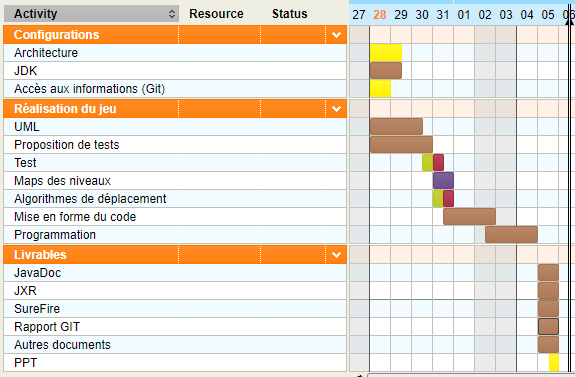 Activity Resource Status 27 28 29 30 31 01 02 03 04 05 06
Configurations
Architecture
JDK
Accès aux informations (Git)
Réalisation du jeu
UML
Proposition de tests
Test
Maps des niveaux
Algorithmes de déplacement
Mise en forme du code
Programmation
Livrables
JavaDoc
JXR
SureFire
Rapport GIT
Autres documents
PPT